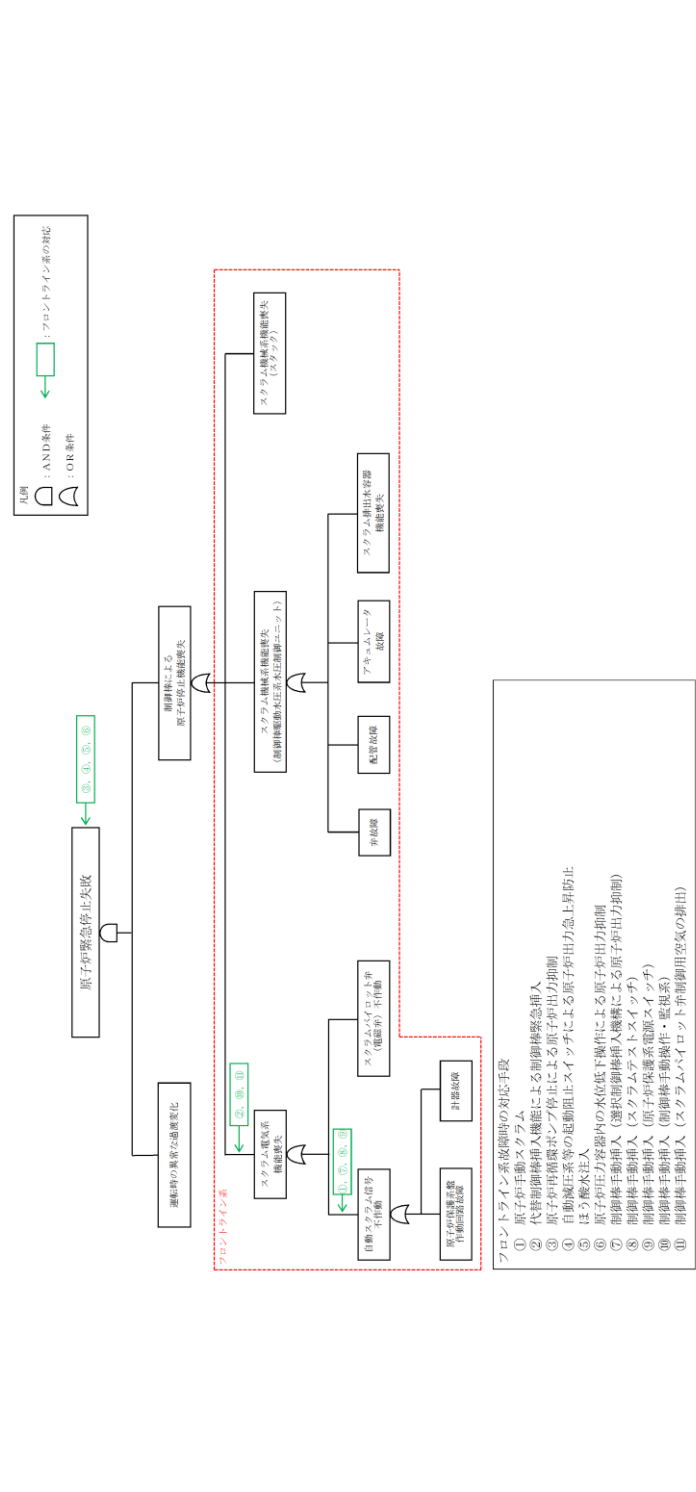 凡例
：AND条件
：OR条件
：フロントライン系の対応
原子炉緊急停止失敗
③，④，⑤，⑥
運転時の異常な過渡変化
制御棒による
原子炉停止機能喪失
フロントライン系
②，⑩，⑪
スクラム電気系
機能喪失
スクラム機械系機能喪失
（制御棒駆動水圧系水圧制御ユニット）
スクラム機械系機能喪失
（スタック）
①，⑦，⑧，⑨
自動スクラム信号
不作動
スクラムパイロット弁
（電磁弁）不作動
弁故障
配管故障
アキュムレータ
故障
スクラム排出水容器
機能喪失
原子炉保護系盤
作動回路故障
計器故障
フロントライン系故障時の対応手段
① 原子炉手動スクラム
② 代替制御棒挿入機能による制御棒緊急挿入
③ 原子炉再循環ポンプ停止による原子炉出力抑制
④ 自動減圧系等の起動阻止スイッチによる原子炉出力急上昇防止
⑤ ほう酸水注入
⑥ 原子炉圧力容器内の水位低下操作による原子炉出力抑制
⑦ 制御棒手動挿入（選択制御棒挿入機構による原子炉出力抑制）
⑧ 制御棒手動挿入（スクラムテストスイッチ）
⑨ 制御棒手動挿入（原子炉保護系電源スイッチ）
⑩ 制御棒手動挿入（制御棒手動操作・監視系）
⑪ 制御棒手動挿入（スクラムパイロット弁制御用空気の排出）